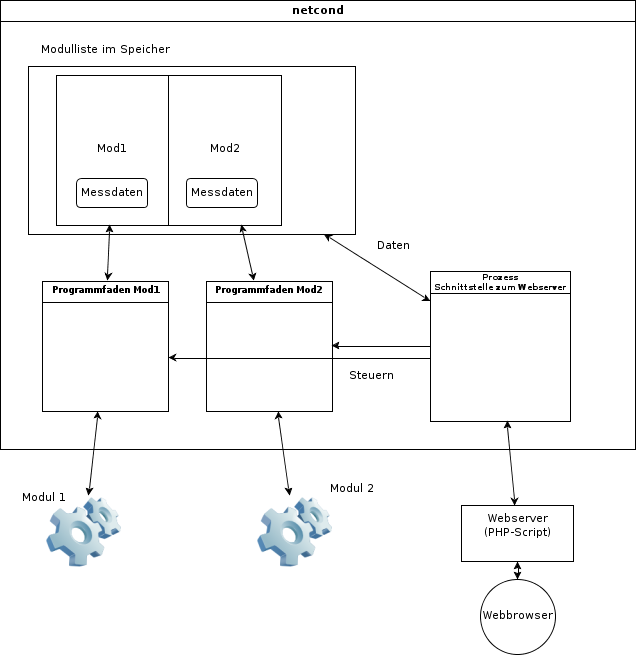 netcond
Modulliste im Speicher
Mod1
Mod2
Messdaten
Messdaten
Daten
Programmfaden Mod1
Programmfaden Mod2
Prozess
Schnittstelle zum Webserver
Steuern
Modul 1
Modul 2
Webserver
(PHP-Script)
Webbrowser